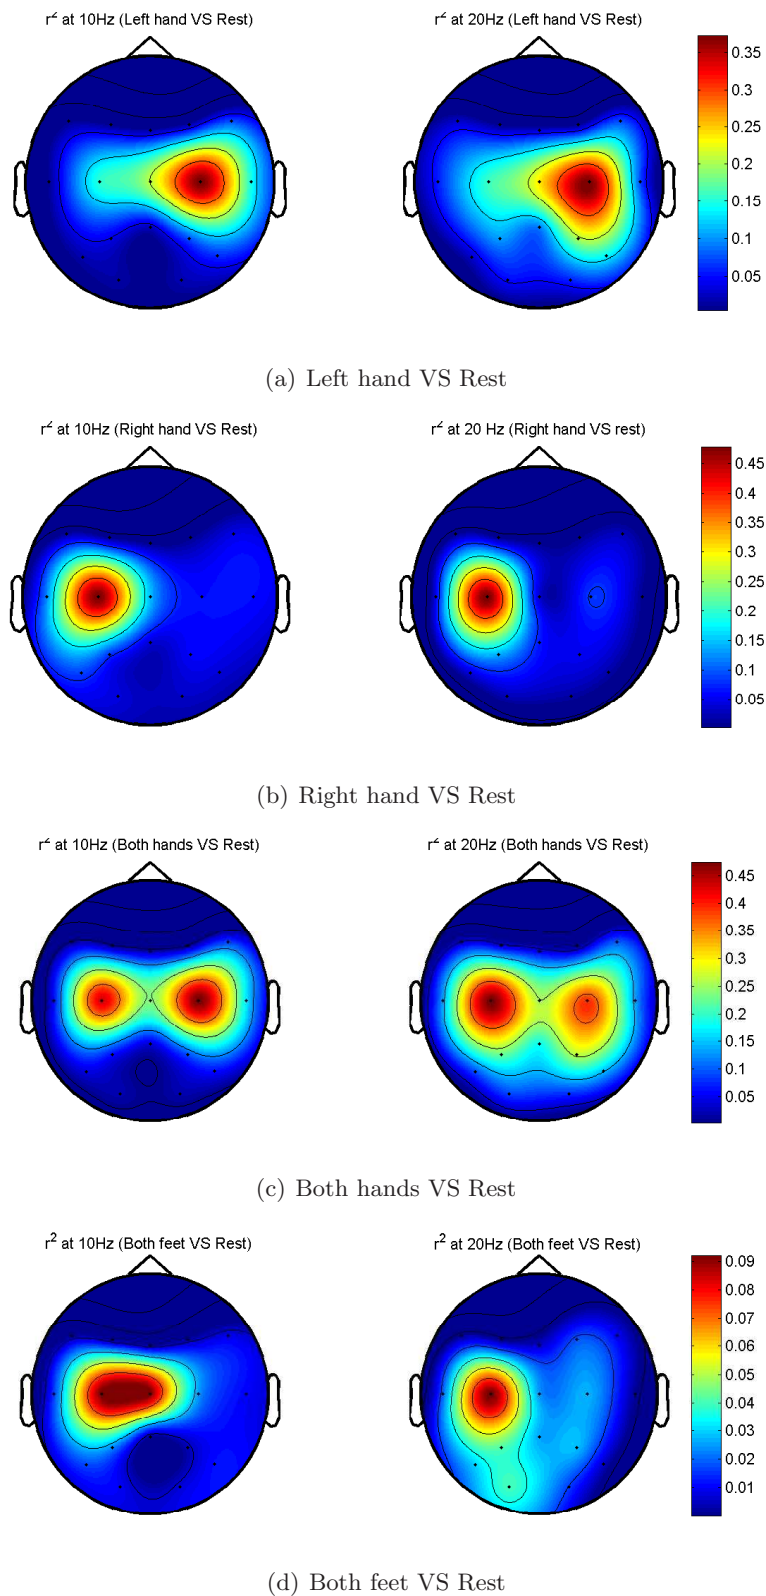 r² at 10Hz (Left hand VS Rest)
r² at 20Hz (Left hand VS Rest)
0.35
0.3
0.25
0.2
0.15
0.1
0.05
(a) Left hand VS Rest
r² at 10Hz (Right hand VS Rest)
r² at 20 Hz (Right hand VS rest)
0.45
0.4
0.35
0.3
0.25
0.2
0.15
0.1
0.05
(b) Right hand VS Rest
r² at 10Hz (Both hands VS Rest)
r² at 20Hz (Both hands VS Rest)
0.45
0.4
0.35
0.3
0.25
0.2
0.15
0.1
0.05
(c) Both hands VS Rest
r² at 10Hz (Both feet VS Rest)
r² at 20Hz (Both feet VS Rest)
0.09
0.08
0.07
0.06
0.05
0.04
0.03
0.02
0.01
(d) Both feet VS Rest